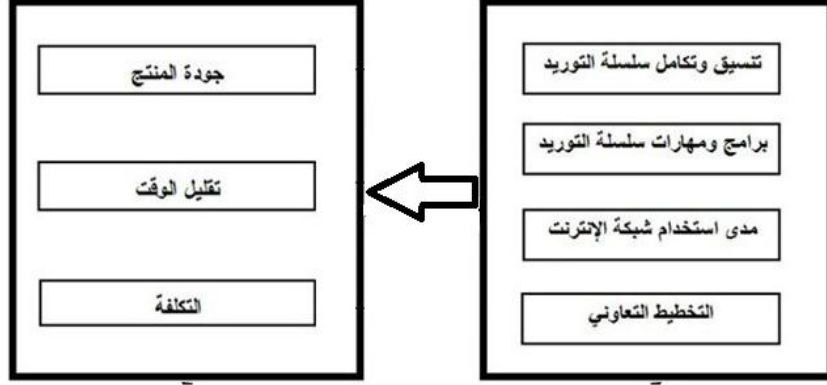 تنسيق وتكامل سلسلة التوريد
برامج ومهارات سلسلة التوريد
مدى استخدام شبكة الإنترنت
التخطيط التعاوني
جودة المنتج
تقليل الوقت
التكلفة